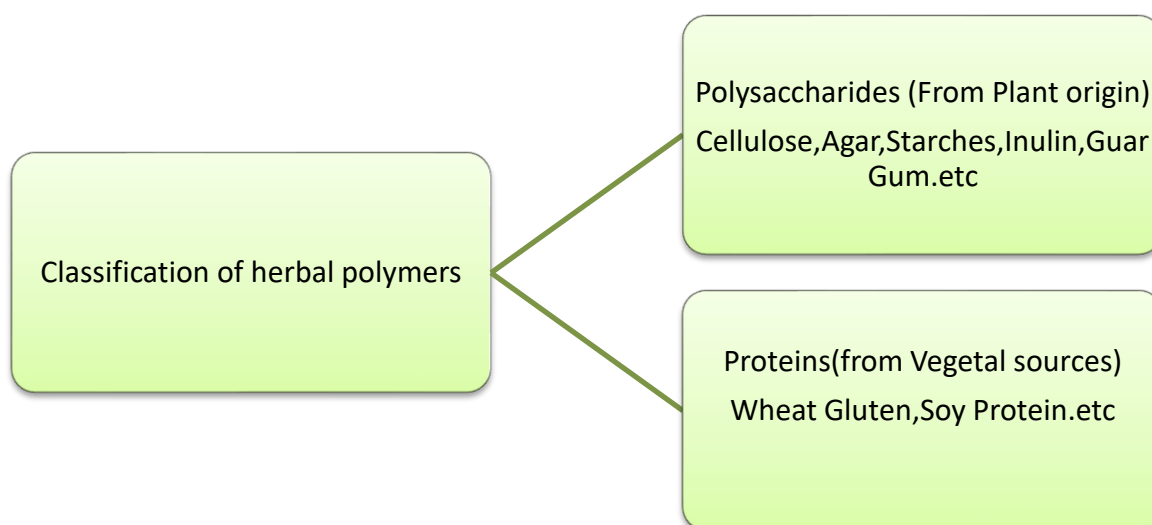 Polysaccharides (From Plant origin)
Cellulose,Agar,Starches,Inulin,Guar
Gum.etc
Classification of herbal polymers
Proteins(from Vegetal sources)
Wheat Gluten,Soy Protein.etc